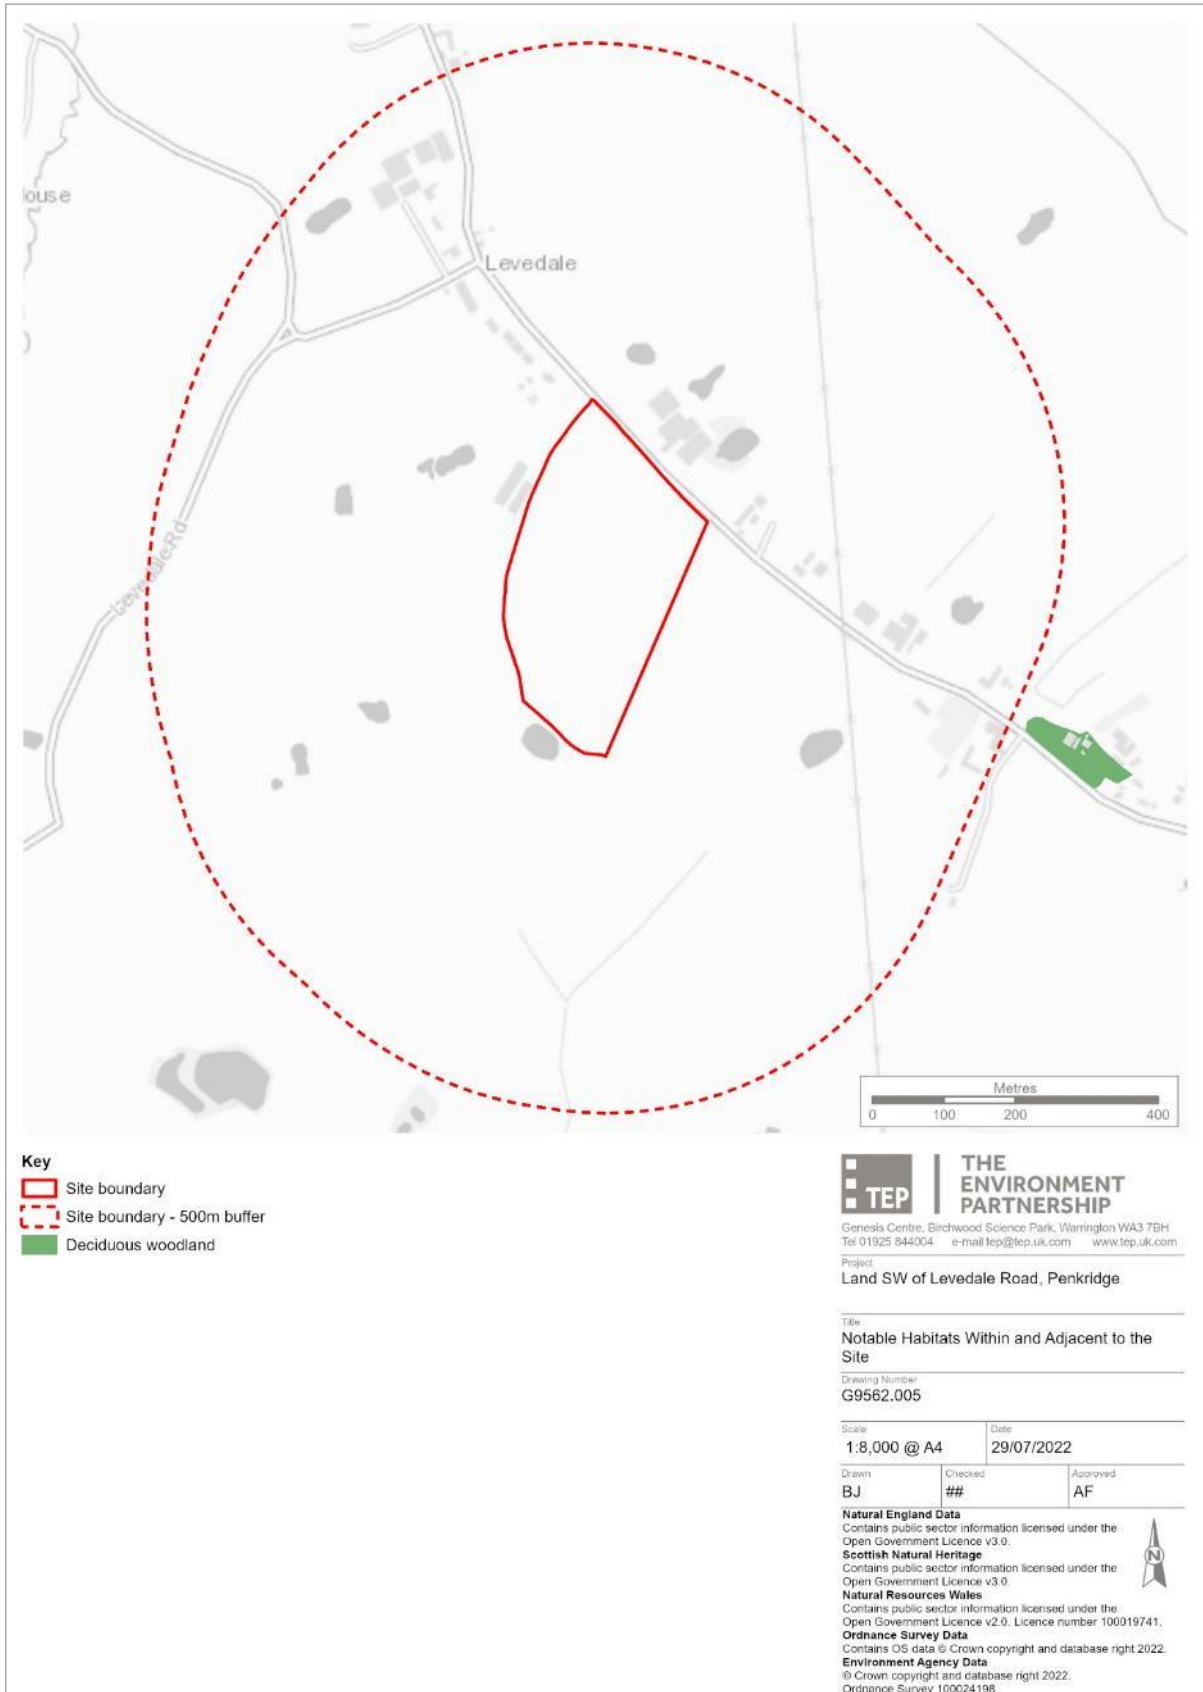 ouse
Levedale
Levedale Rd
Metres
0 100 200 400
Key
Site boundary
Site boundary - 500m buffer
Deciduous woodland
TEP
THE
ENVIRONMENT
PARTNERSHIP
Genesis Centre, Birchwood Science Park, Warrington WA3 7BH
Tel 01925 844004 e-mail tep@tep.uk.com www.tep.uk.com
Project
Land SW of Levedale Road, Penkridge
Title
Notable Habitats Within and Adjacent to the
Site
Drawing Number
G9562.005
Scale Date
1:8,000 @ A4 29/07/2022
Drawn Checked Approved
BJ ## AF
Natural England Data
Contains public sector information licensed under the
Open Government Licence v3.0.
Scottish Natural Heritage
Contains public sector information licensed under the
Open Government Licence v3.0.
Natural Resources Wales
Contains public sector information licensed under the
Open Government Licence v2.0. Licence number 100019741.
Ordnance Survey Data
Contains OS data © Crown copyright and database right 2022.
Environment Agency Data
© Crown copyright and database right 2022.
Ordnance Survey 100024198
N